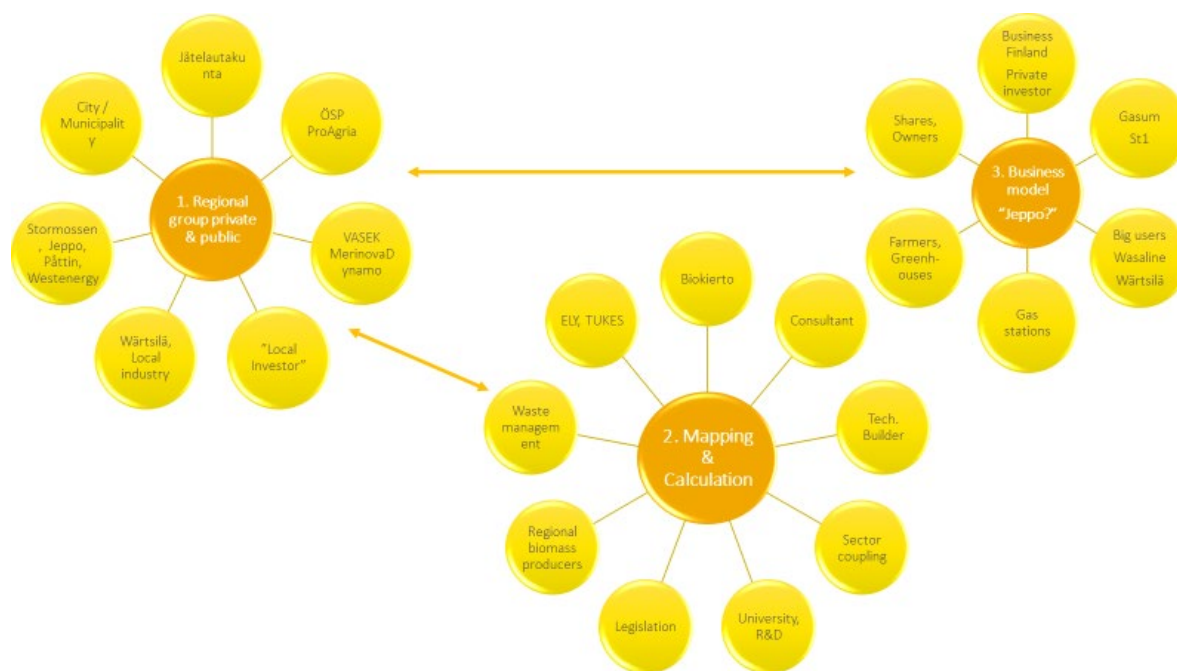 Jätelautaku
nta
City /
Municipalit
y
ÖSP
ProAgria
1. Regional
group private
& public
Stormossen
, Jeppo,
Påttin,
Westenergy
VASEK
MerinovaD
ynamo
Wärtsilä,
Local
industry
"Local
Investor"
Biokierto
ELY, TUKES
Consultant
Waste
managem
ent
2. Mapping
&
Calculation
Tech.
Builder
Regional
biomass
producers
Sector
coupling
Legislation
University,
R&D
Business
Finland
Private
investor
Shares,
Owners
Gasum
St1
3. Business
model
"Jeppo?"
Farmers,
Greenh-
ouses
Big users
Wasaline
Wärtsilä
Gas
stations